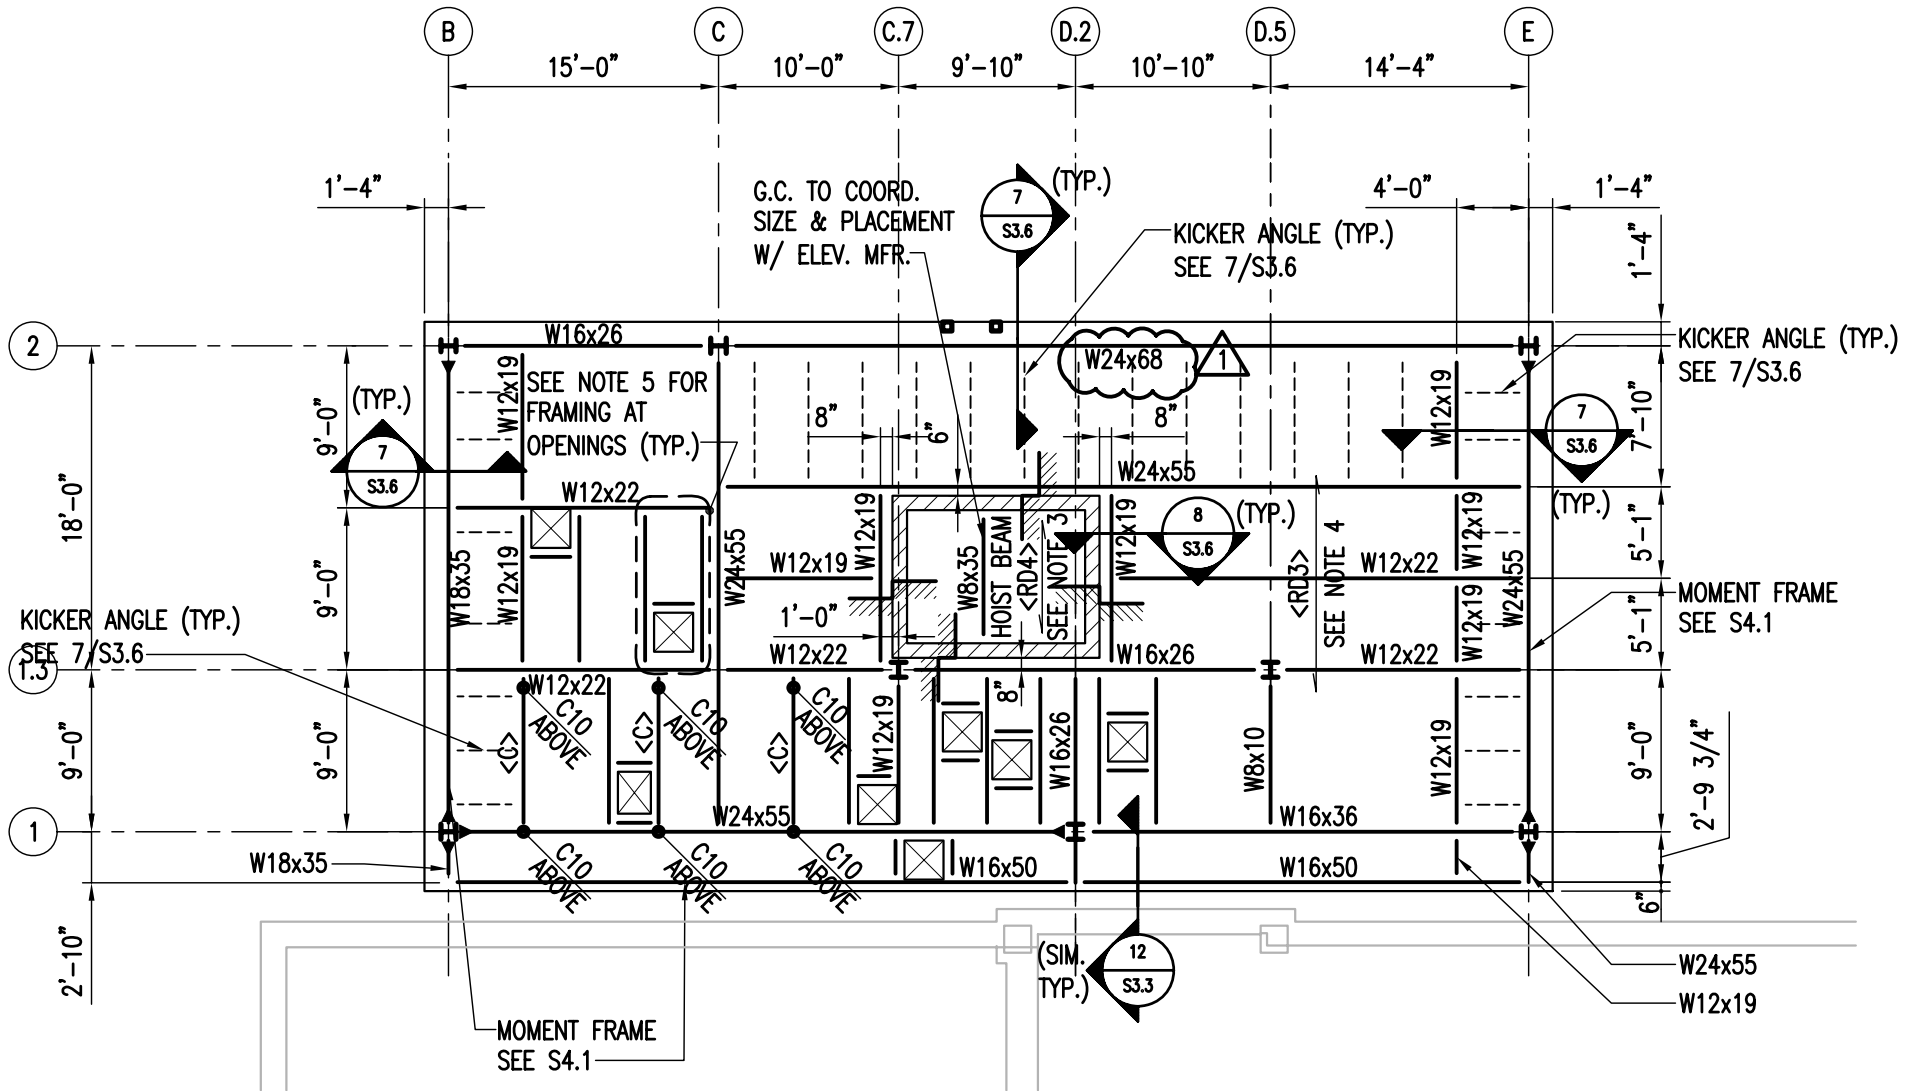 B
C
C.7
D.2
D.5
E
15'-0"
10'-0"
9'-10"
10'-10"
14'-4"
1'-4"
G.C. TO COORD.
SIZE & PLACEMENT
W/ ELEV. MFR.
7
S3.6
(TYP.)
KICKER ANGLE (TYP.)
SEE 7/S3.6
4'-0"
1'-4"
1'-4"
2
W16x26
W24x68
1
KICKER ANGLE (TYP.)
SEE 7/S3.6
18'-0"
9'-0"
(TYP.)
7
S3.6
W12x19
SEE NOTE 5 FOR
FRAMING AT
OPENINGS (TYP.)
8"
6"
8"
W12x19
7
S3.6
(TYP.)
7'-10"
W12x22
W24x55
9'-0"
W18x35
W12x19
W24x55
W12x19
W12x19
W8x35
HOIST BEAM
<RD4>
SEE NOTE 3
W12x19
8
S3.6
(TYP.)
<RD3>
SEE NOTE 4
W12x22
W12x19
W12x19
W24x55
5'-1"
5'-1"
MOMENT FRAME
SEE S4.1
KICKER ANGLE (TYP.)
SEE 7/S3.6
1'-0"
1.3
W12x22
W12x22
W16x26
W12x22
9'-0"
9'-0"
<C>
C10
ABOVE
<C>
C10
ABOVE
<C>
C10
ABOVE
W12x19
8"
W16x26
W8x10
W12x19
9'-0"
2'-9 3/4"
1
W24x55
W16x36
W18x35
C10
ABOVE
C10
ABOVE
C10
ABOVE
W16x50
W16x50
6"
2'-10"
(SIM.
TYP.)
12
S3.3
W24x55
W12x19
MOMENT FRAME
SEE S4.1